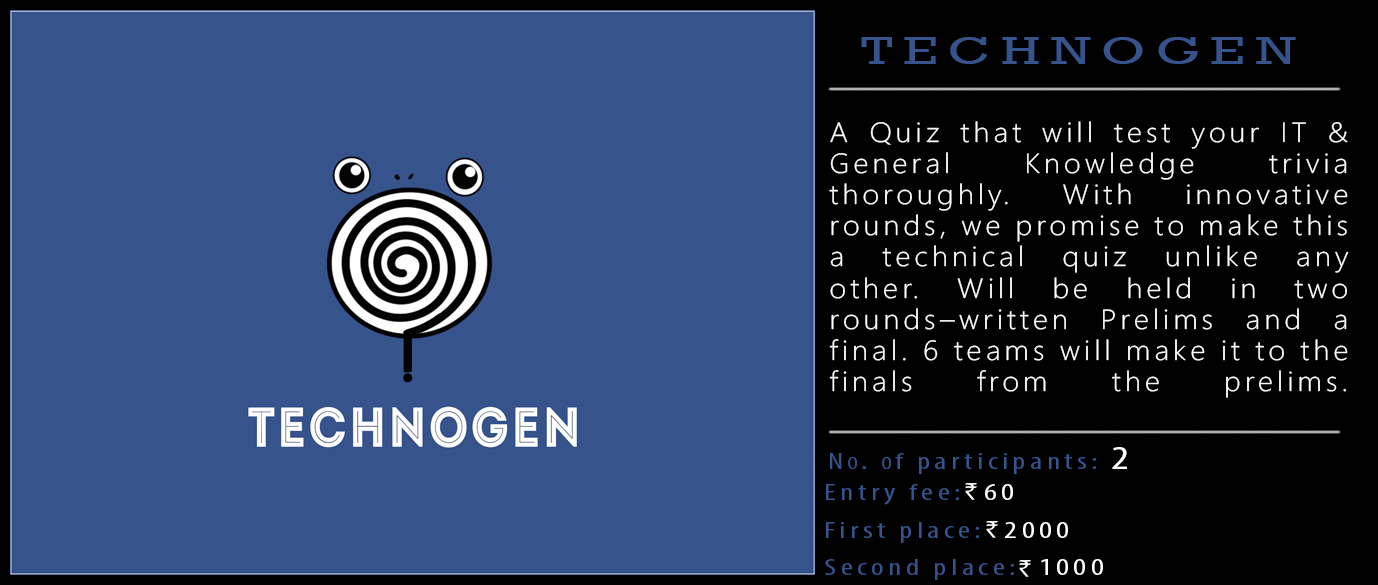 TECHNOGEN
TECHNOGEN
A Quiz that will test your IT &
General Knowledge trivia
thoroughly. With innovative
rounds, we promise to make this
a technical quiz unlike any
other. Will be held in two
rounds–written Prelims and a
final. 6 teams will make it to the
finals from the prelims.
No. of participants: 2
Entry fee:₹60
First place:₹2000
Second place:₹1000